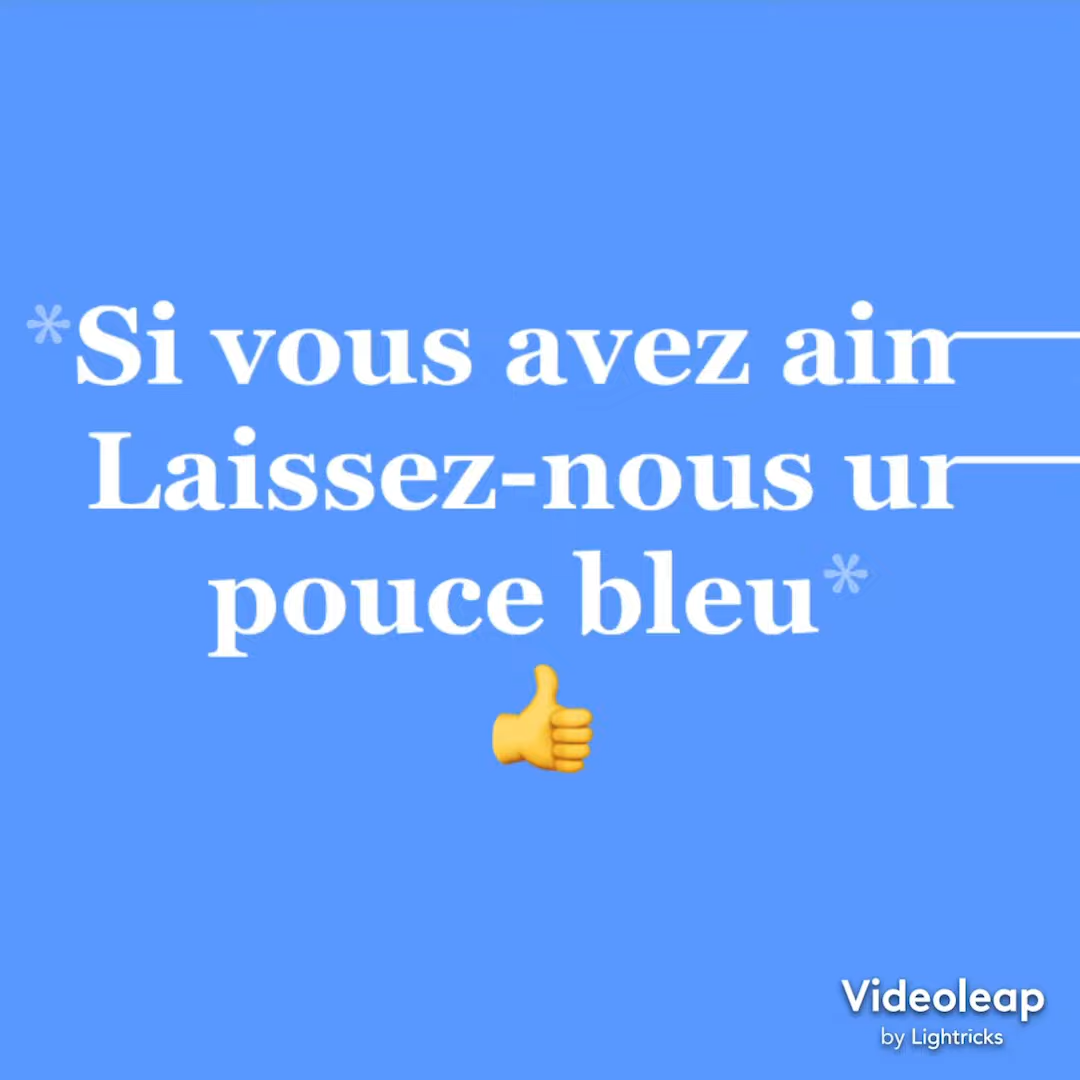 *Si vous avez
Laissez-nous
pouce bleu*
👍
Videoleap
by Lightricks